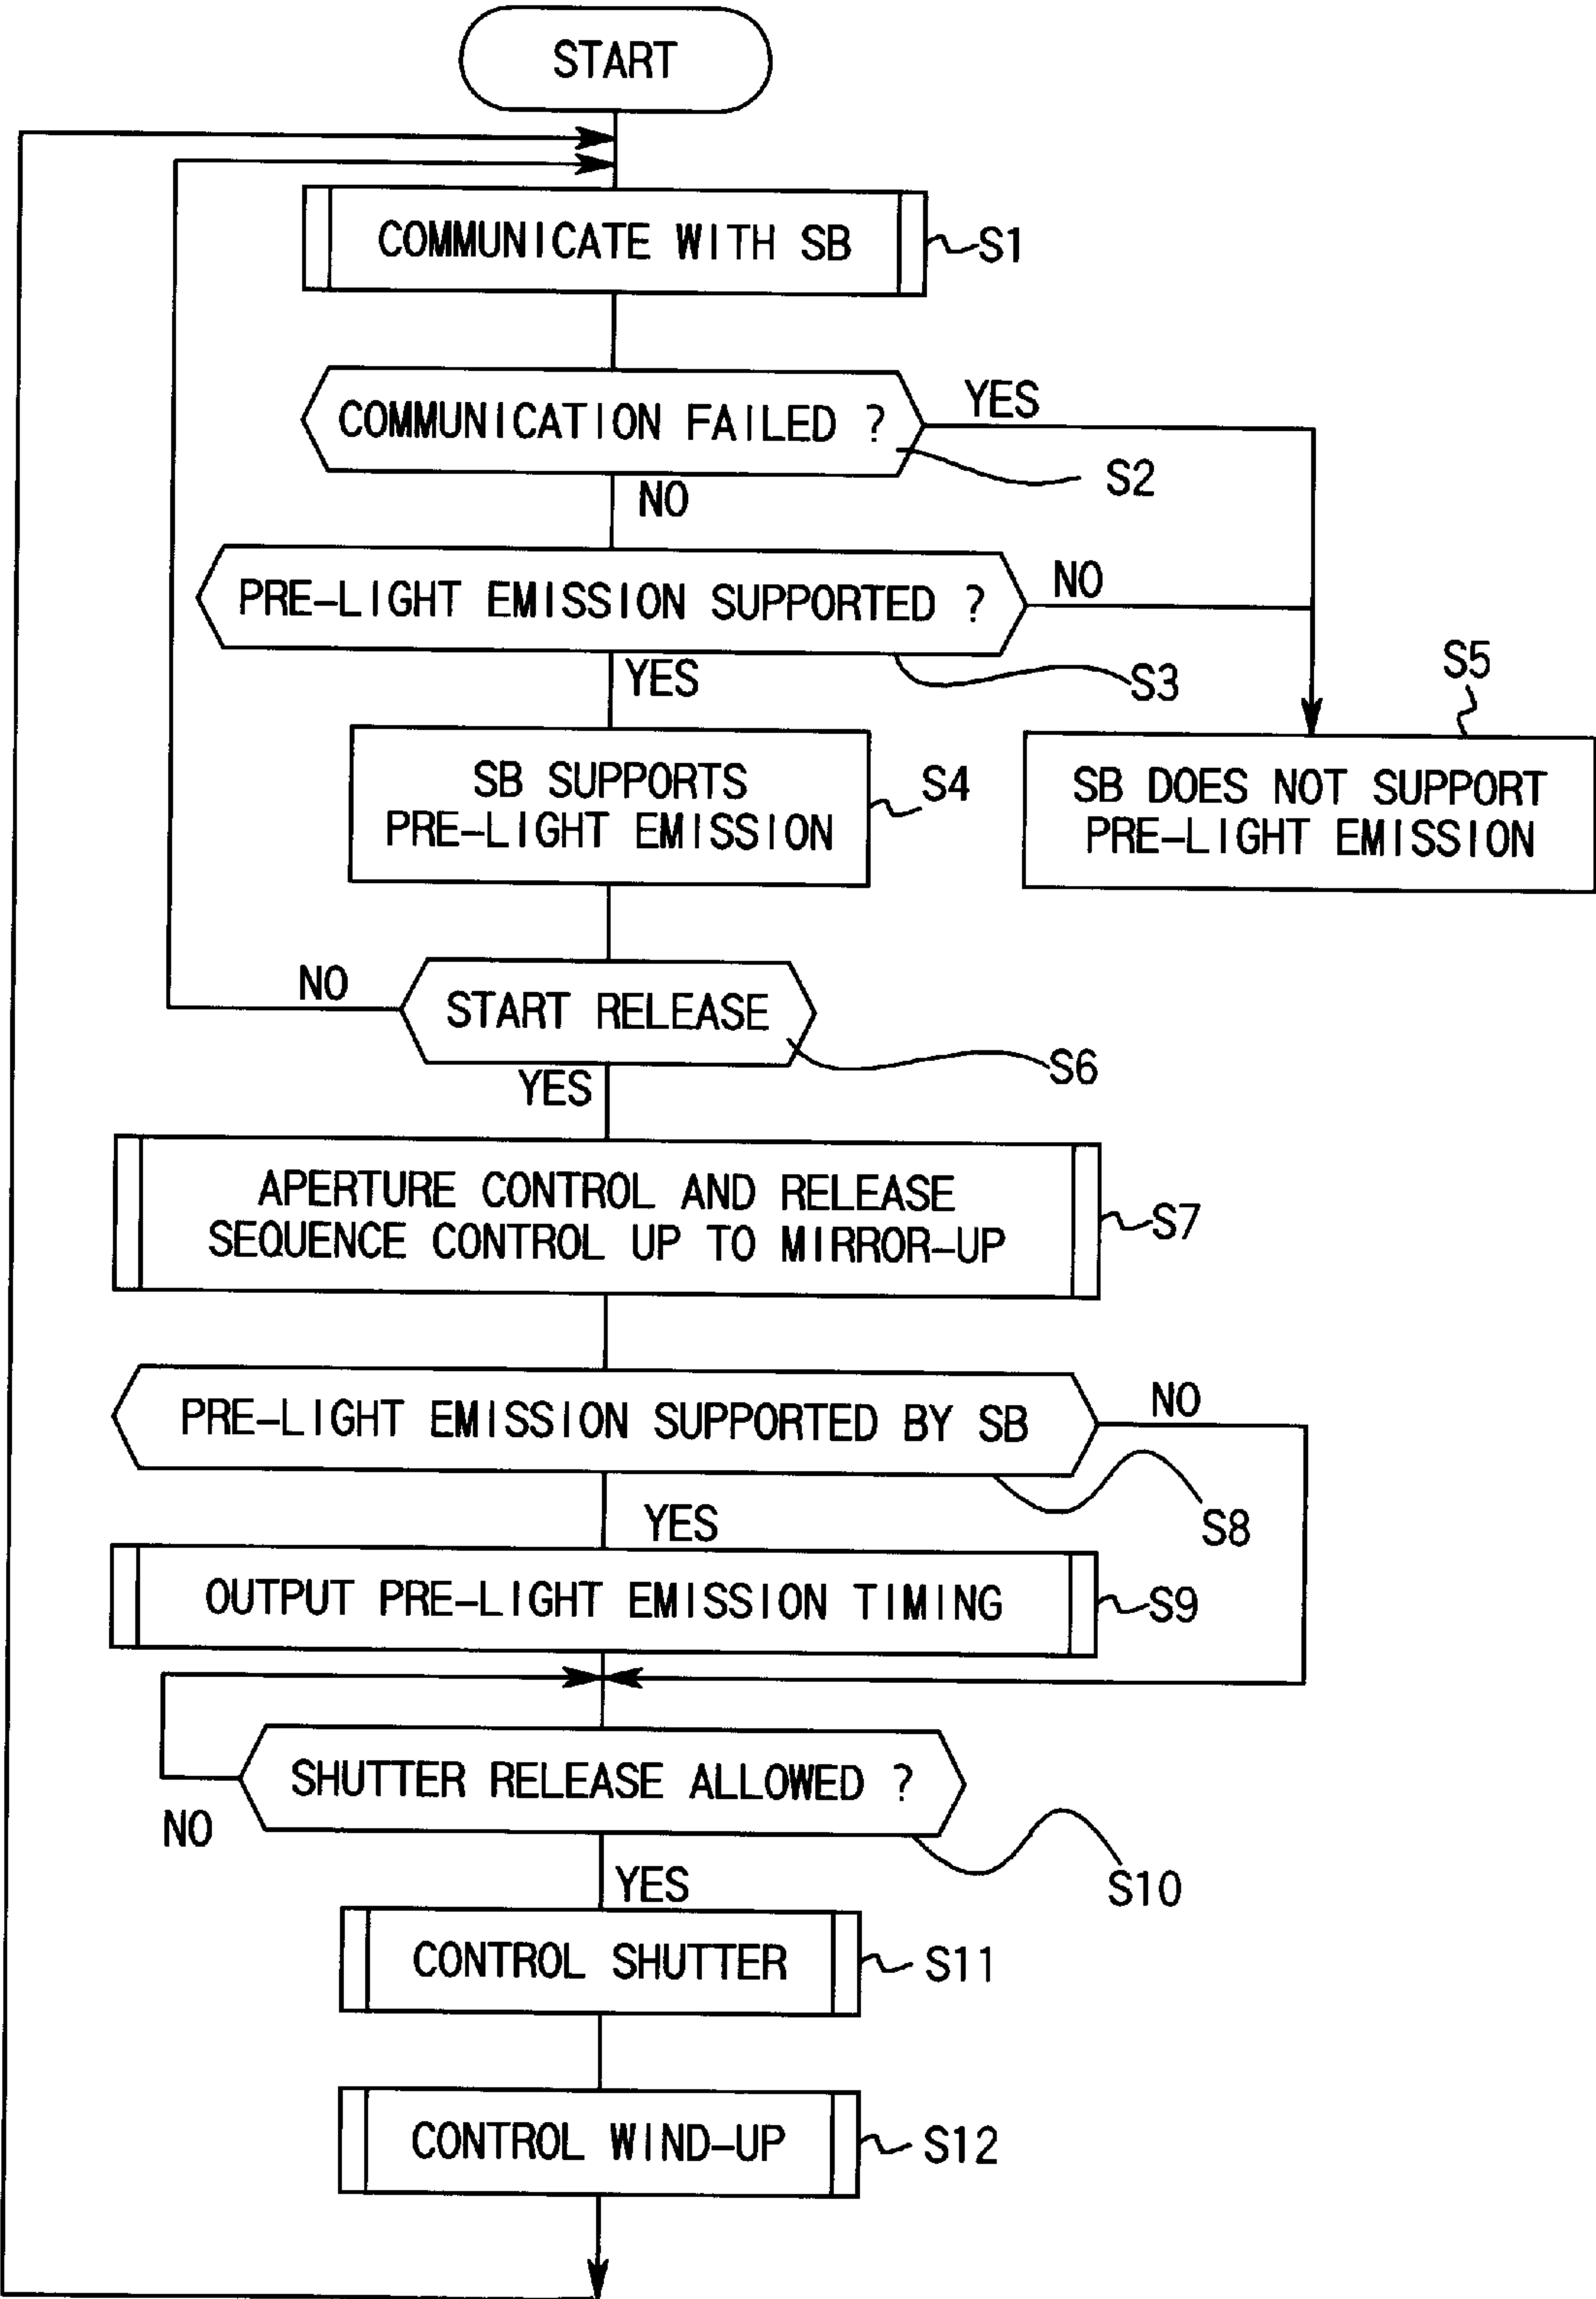 START
COMMUNICATE WITH SB
S1
COMMUNICATION FAILED ?
YES
S2
NO
PRE-LIGHT EMISSION SUPPORTED ?
NO
S3
YES
S5
SB SUPPORTS
PRE-LIGHT EMISSION
S4
SB DOES NOT SUPPORT
PRE-LIGHT EMISSION
NO
START RELEASE
S6
YES
APERTURE CONTROL AND RELEASE
SEQUENCE CONTROL UP TO MIRROR-UP
S7
PRE-LIGHT EMISSION SUPPORTED BY SB
NO
S8
YES
OUTPUT PRE-LIGHT EMISSION TIMING
S9
SHUTTER RELEASE ALLOWED ?
NO
S10
YES
CONTROL SHUTTER
S11
CONTROL WIND-UP
S12